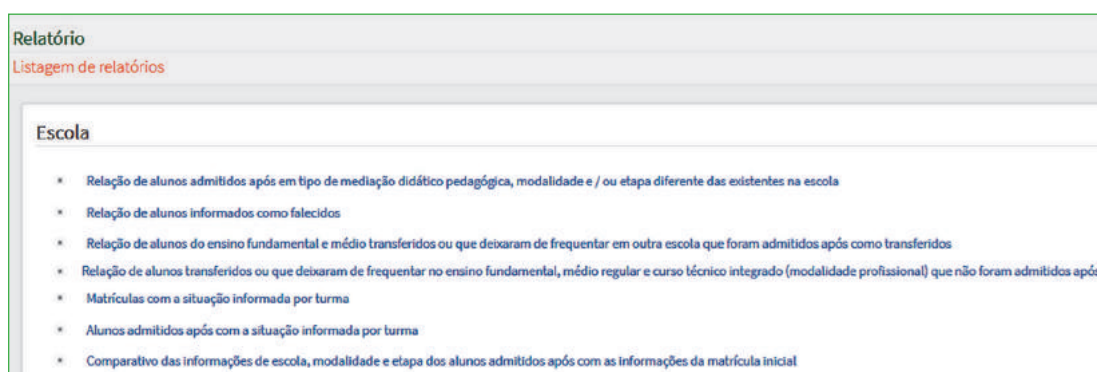 Relatório
Listagem de relatórios
Escola
Relação de alunos admitidos após em tipo de mediação didático pedagógica, modalidade e / ou etapa diferente das existentes na escola
Relação de alunos informados como falecidos
Relação de alunos do ensino fundamental e médio transferidos ou que deixaram de frequentar em outra escola que foram admitidos após como transferidos
Relação de alunos transferidos ou que deixaram de frequentar no ensino fundamental, médio regular e curso técnico integrado (modalidade profissional) que não foram admitidos após
Matrículas com a situação informada por turma
Alunos admitidos após com a situação informada por turma
Comparativo das informações de escola, modalidade e etapa dos alunos admitidos após com as informações da matrícula inicial